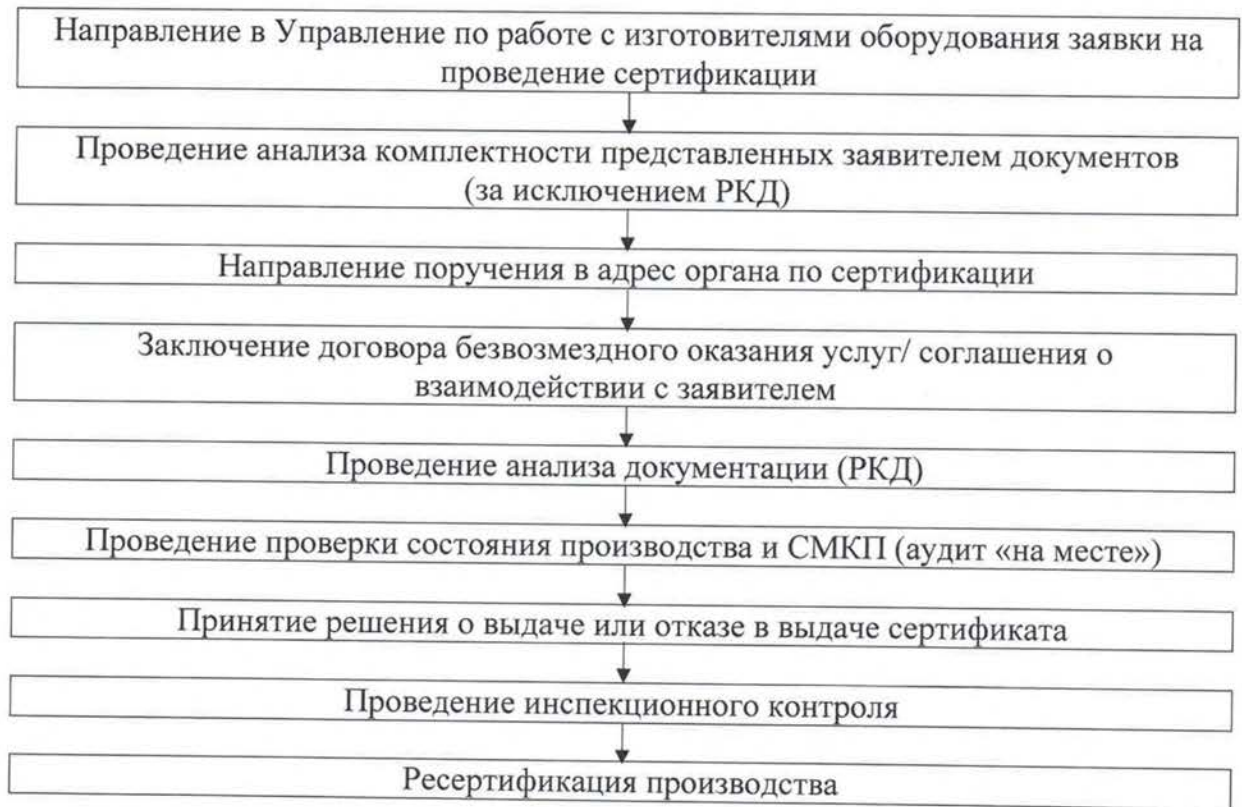 Направление в Управление по работе с изготовителями оборудования заявки на
проведение сертификации
Проведение анализа комплектности представленных заявителем документов
(за исключением РКД)
Направление поручения в адрес органа по сертификации
Заключение договора безвозмездного оказания услуг/ соглашения о
взаимодействии с заявителем
Проведение анализа документации (РКД)
Проведение проверки состояния производства и СМКП (аудит «на месте»)
Принятие решения о выдаче или отказе в выдаче сертификата
Проведение инспекционного контроля
Ресертификация производства